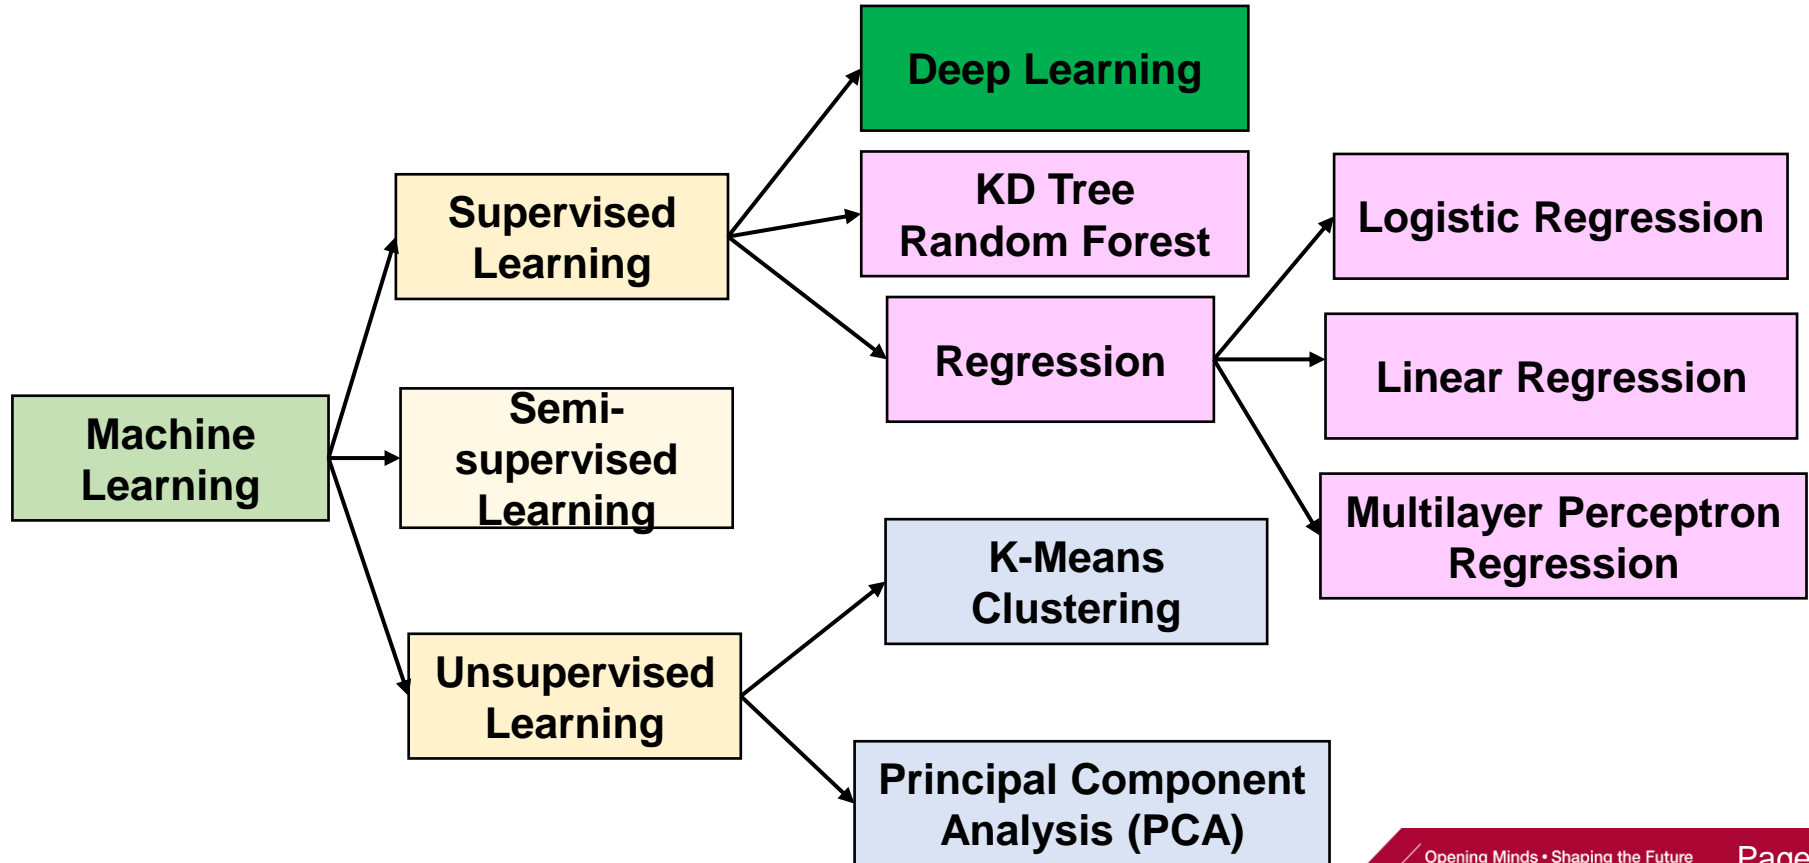 Deep Learning
KD Tree
Random Forest
Logistic Regression
Supervised
Learning
Regression
Linear Regression
Machine
Learning
Semi-
supervised
Learning
Multilayer Perceptron
Regression
K-Means
Clustering
Unsupervised
Learning
Principal Component
Analysis (PCA)
Opening Minds • Shaping the Future
Page